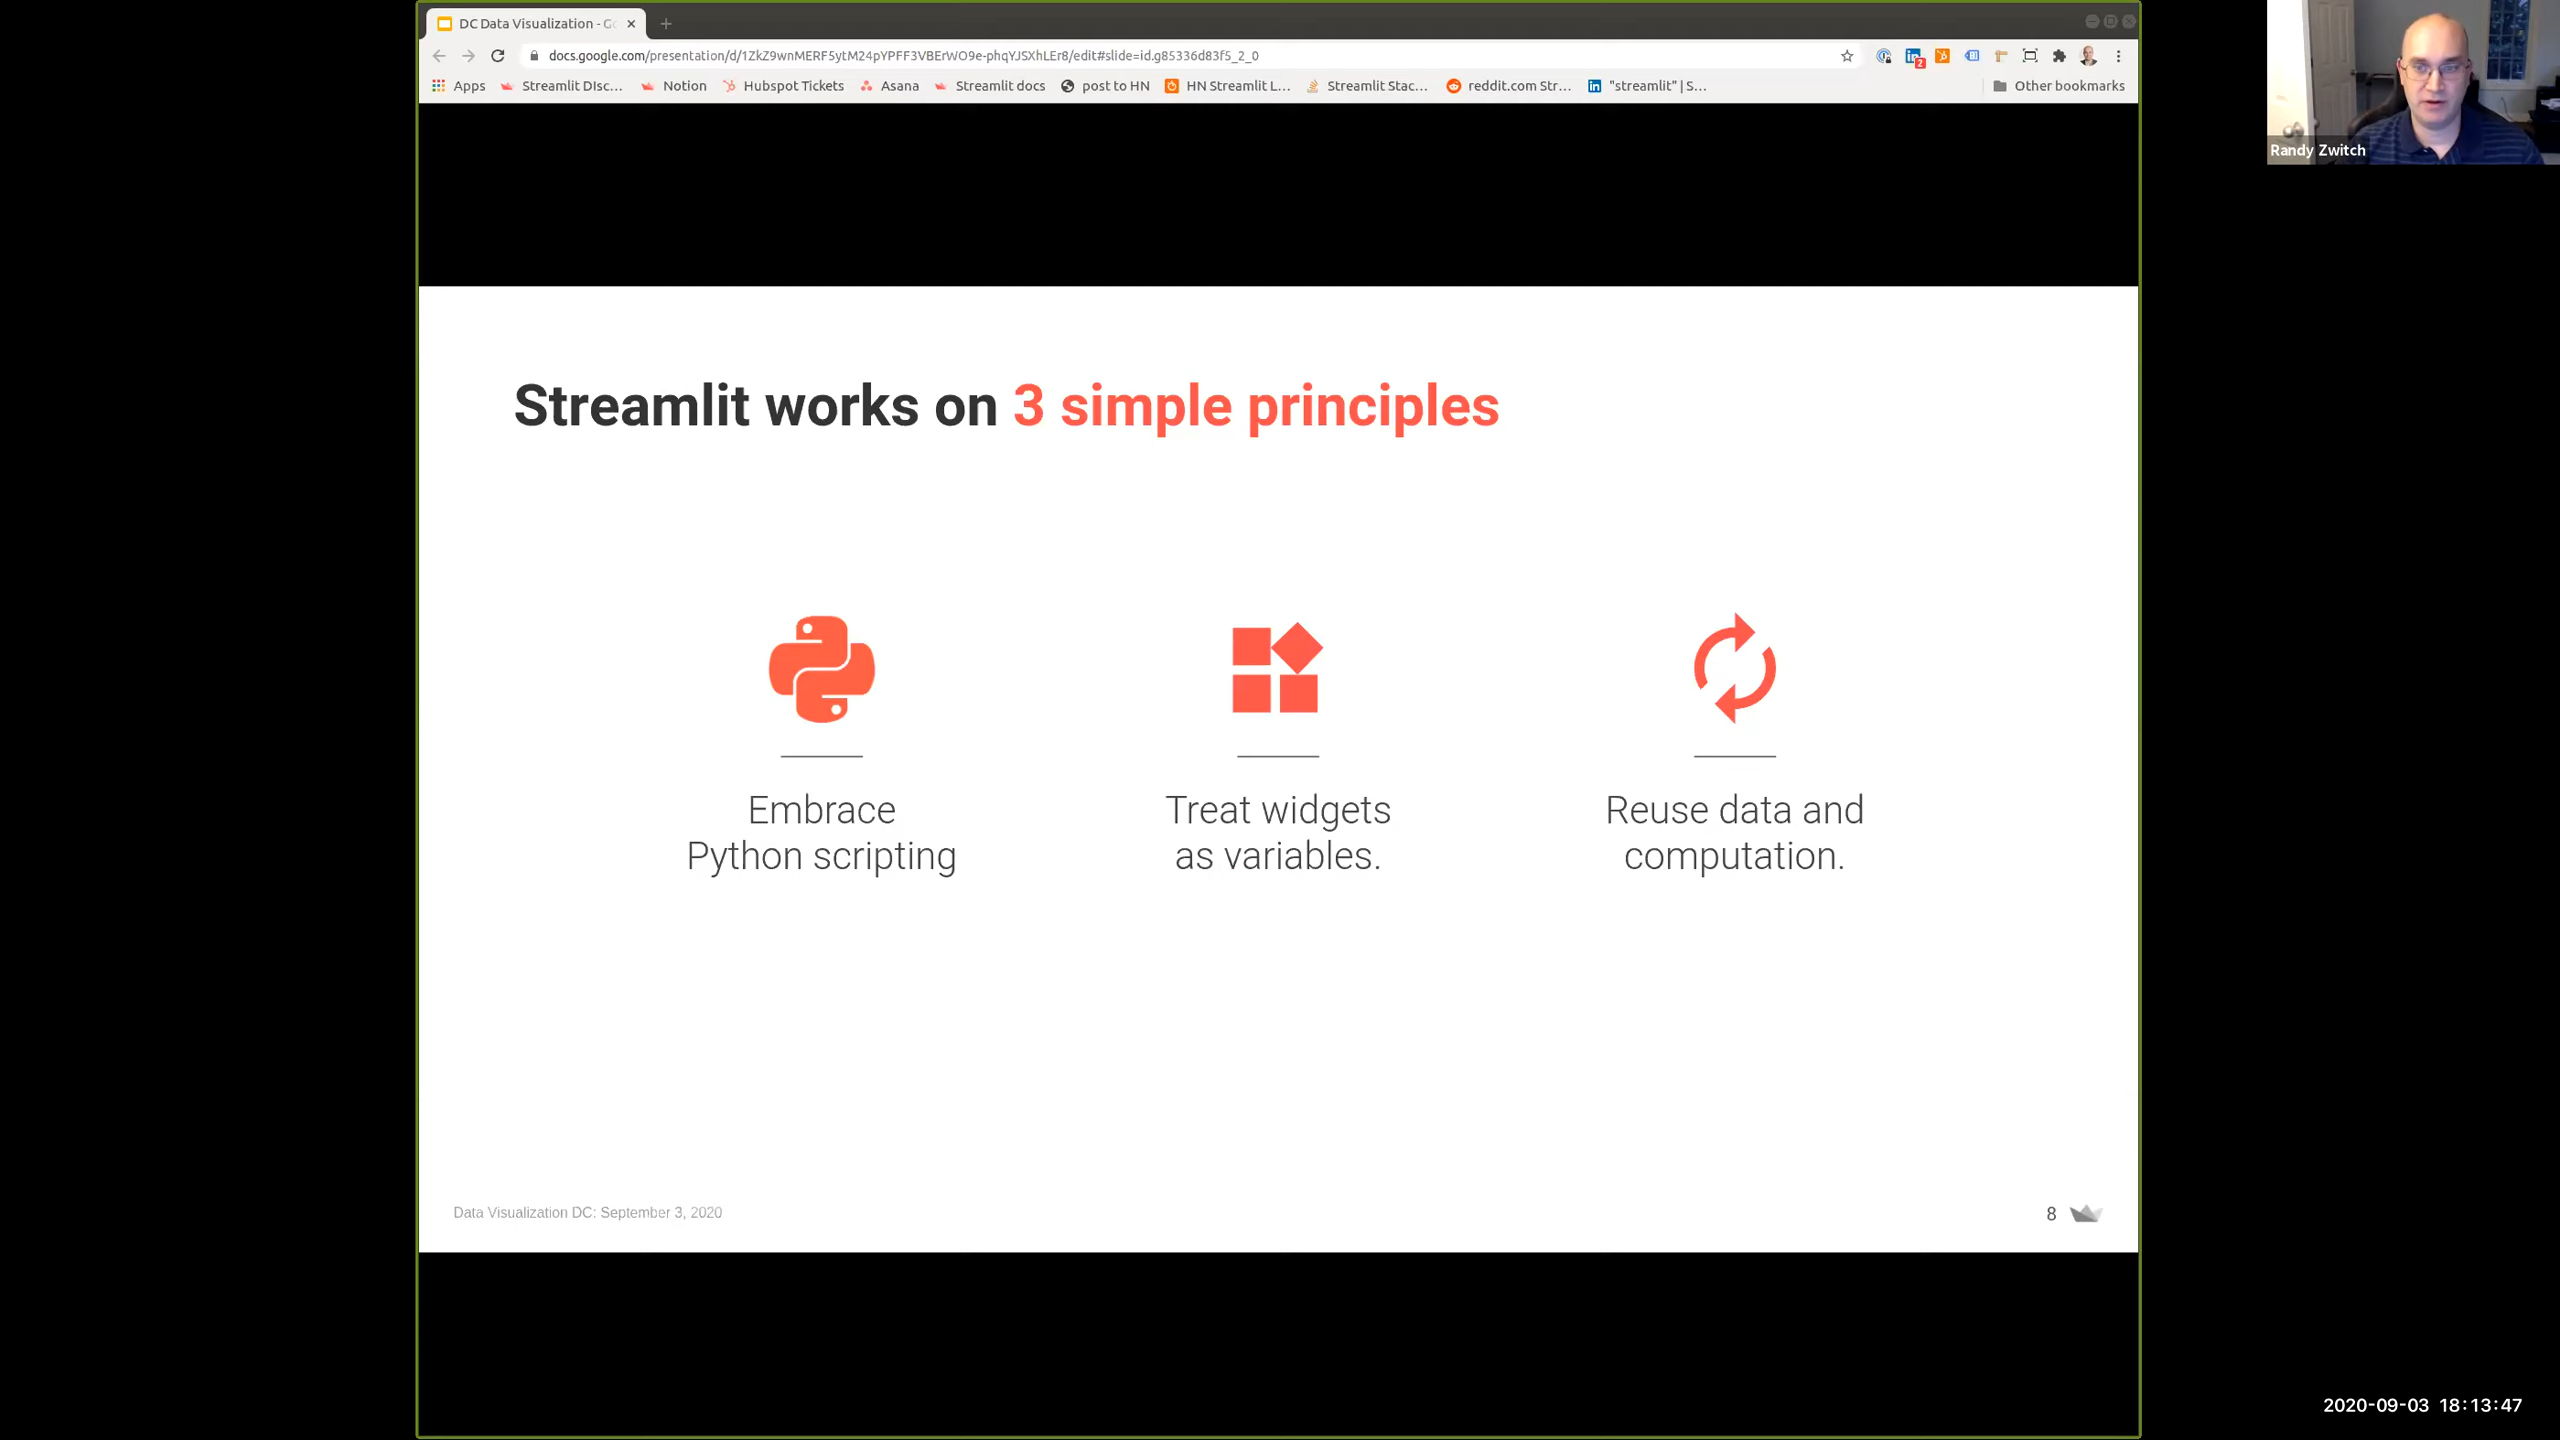 DC Data Visualization - Go
docs.google.com/presentation/d/1ZkZ9wnMERF5ytM24pYPFF3VBErWO9e-phqYJSXhLEr8/edit#slide=id.g85336d83f5_2_0
2
Apps Streamlit DIsc... Notion Hubspot Tickets Asana Streamlit docs post to HN HN Streamlit L... Streamlit Stac... reddit.com Str... "streamlit" | S... Other bookmarks
Randy Zwitch
Streamlit works on 3 simple principles
Embrace
Python scripting
Treat widgets
as variables.
Reuse data and
computation.
Data Visualization DC: September 3, 2020
8
2020-09-03 18:13:47